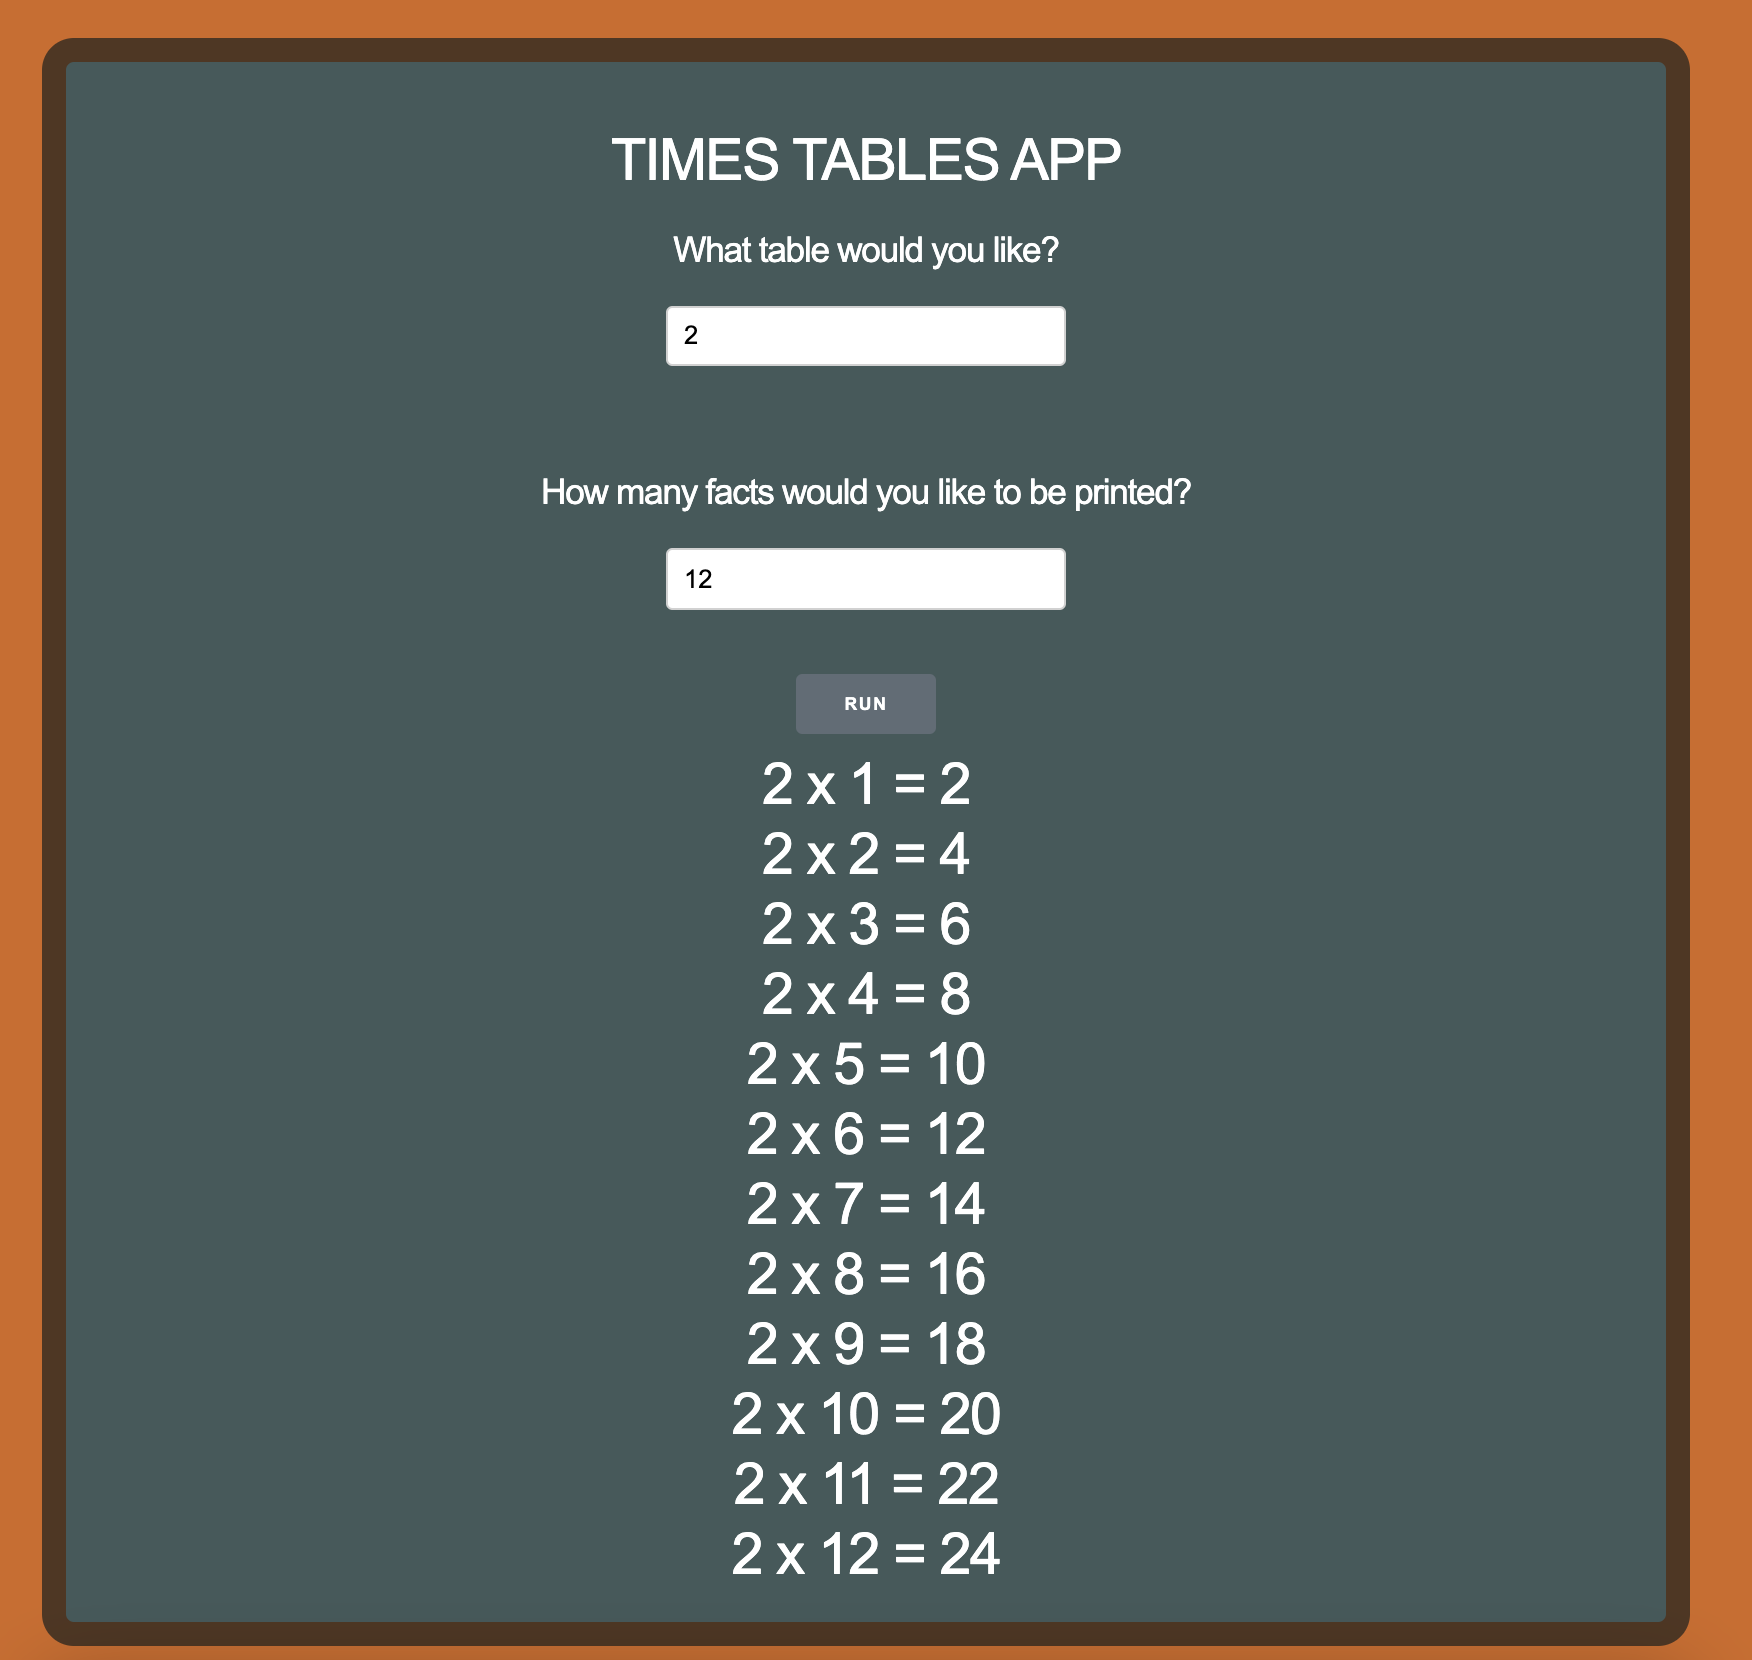 TIMES TABLES APP
What table would you like?
2
How many facts would you like to be printed?
12
RUN
2 x 1 = 2
2 x 2 = 4
2 x 3 = 6
2 x 4 = 8
2 x 5 = 10
2 x 6 = 12
2 x 7 = 14
2 x 8 = 16
2 x 9 = 18
2 x 10 = 20
2 x 11 = 22
2 x 12 = 24